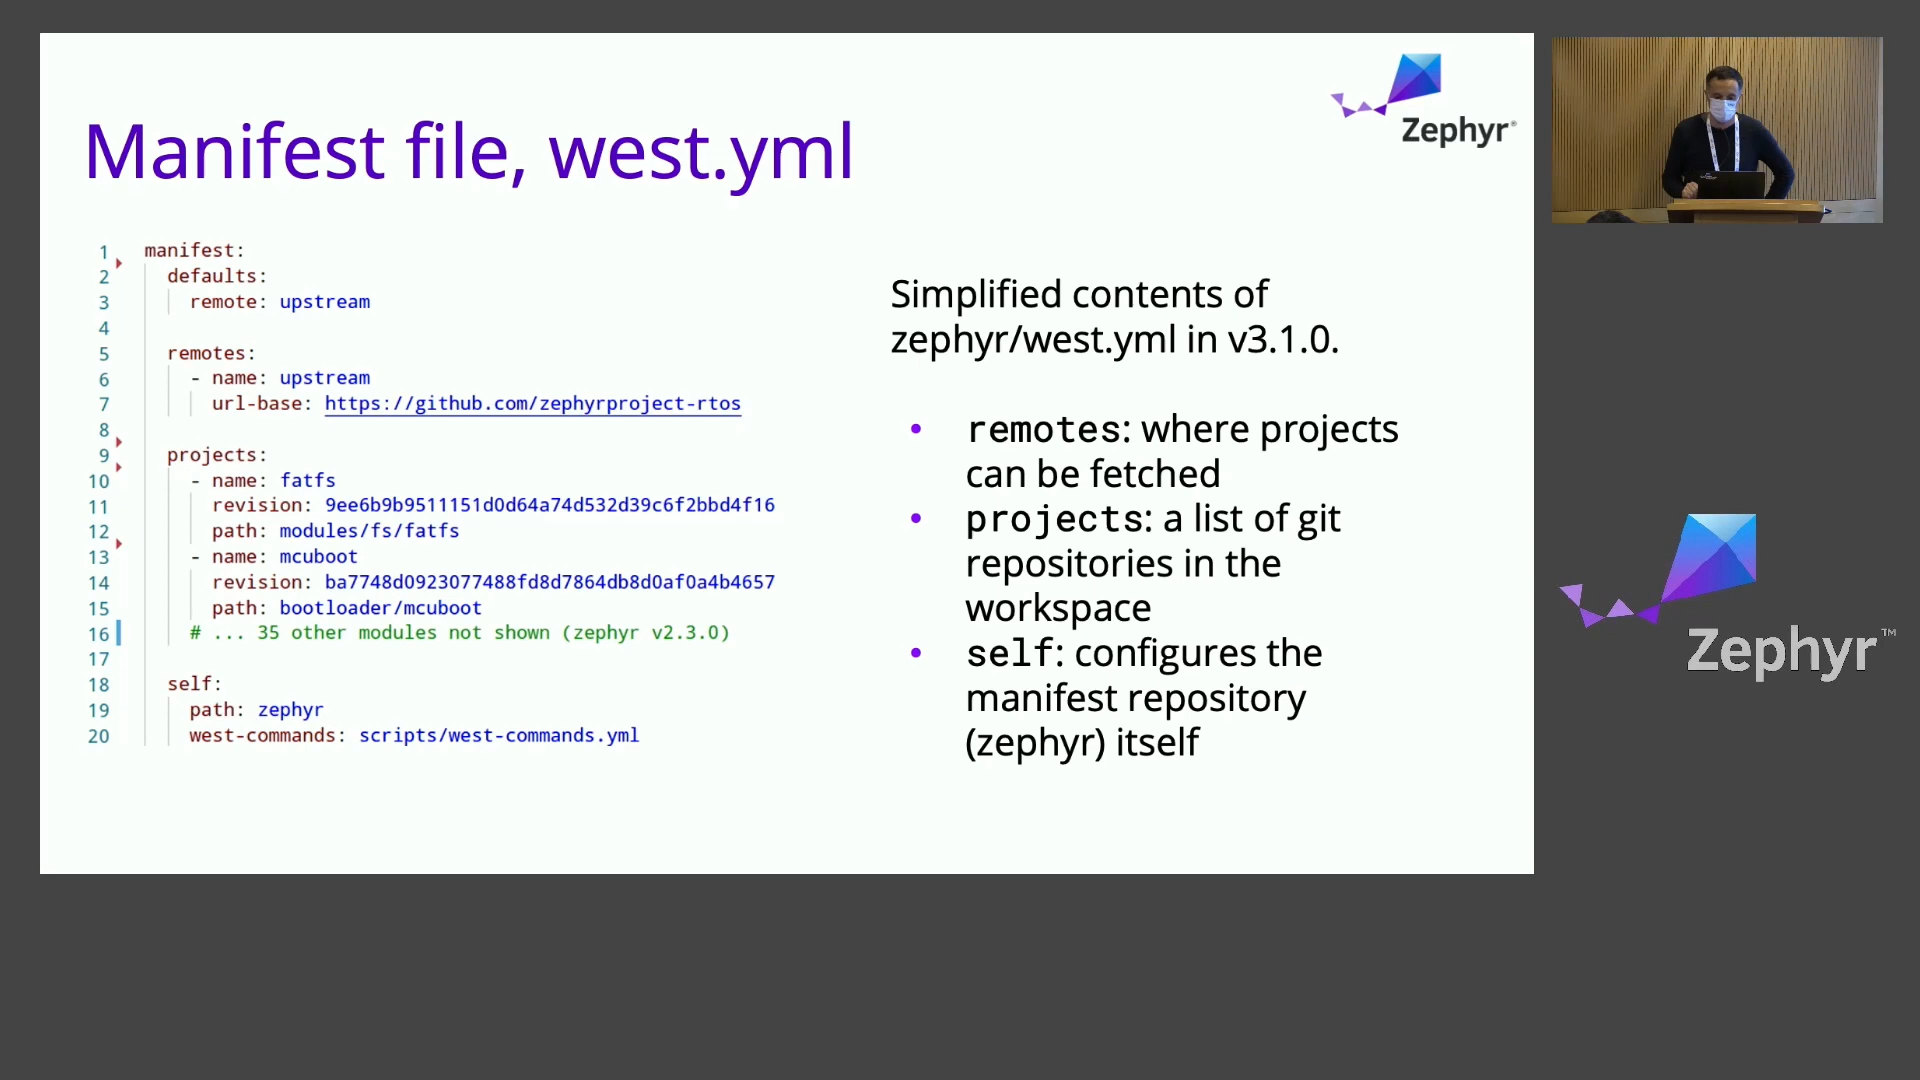 Manifest file, west.yml
Zephyr®
1 manifest:
2 defaults:
3 remote: upstream
4
5 remotes:
6 - name: upstream
7 url-base: https://github.com/zephyrproject-rtos
8
9 projects:
10 - name: fatfs
11 revision: 9ee6b9b9511151d0d64a74d532d39c6f2bbd4f16
12 path: modules/fs/fatfs
13 - name: mcuboot
14 revision: ba7748d0923077488fd8d7864db8d0af0a4b4657
15 path: bootloader/mcuboot
16 # ... 35 other modules not shown (zephyr v2.3.0)
17
18 self:
19 path: zephyr
20 west-commands: scripts/west-commands.yml
Simplified contents of
zephyr/west.yml in v3.1.0.
• remotes: where projects
can be fetched
• projects: a list of git
repositories in the
workspace
• self: configures the
manifest repository
(zephyr) itself
Zephyr™